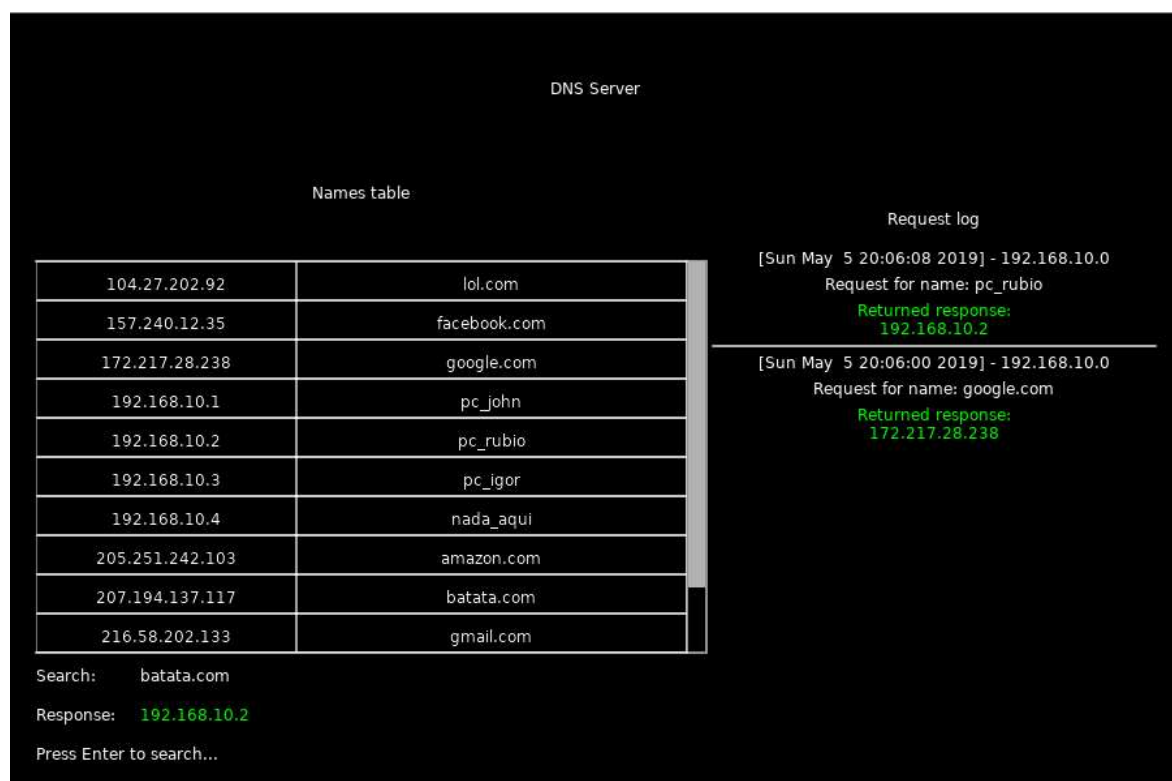 DNS Server
Names table
104.27.202.92 lol.com
157.240.12.35 facebook.com
172.217.28.238 google.com
192.168.10.1 pc_john
192.168.10.2 pc_rubio
192.168.10.3 pc_igor
192.168.10.4 nada_aqui
205.251.242.103 amazon.com
207.194.137.117 batata.com
216.58.202.133 gmail.com
Search: batata.com
Response: 192.168.10.2
Press Enter to search...
Request log
[Sun May  5 20:06:08 2019] - 192.168.10.0
Request for name: pc_rubio
Returned response:
192.168.10.2
[Sun May  5 20:06:00 2019] - 192.168.10.0
Request for name: google.com
Returned response:
172.217.28.238